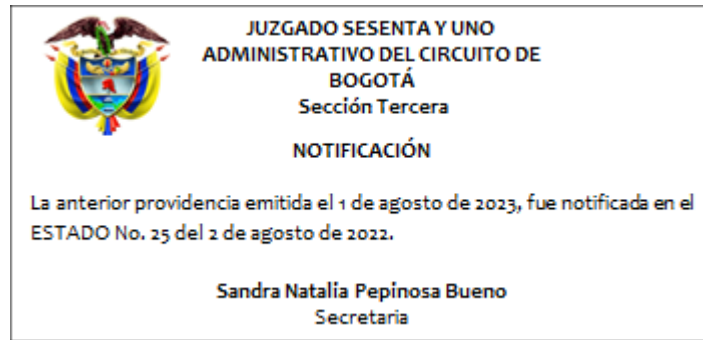 JUZGADO SESENTA Y UNO
ADMINISTRATIVO DEL CIRCUITO DE
BOGOTÁ
Sección Tercera
NOTIFICACIÓN
La anterior providencia emitida el 1 de agosto de 2023, fue notificada en el
ESTADO No. 25 del 2 de agosto de 2022.
Sandra Natalia Pepinosa Bueno
Secretaria